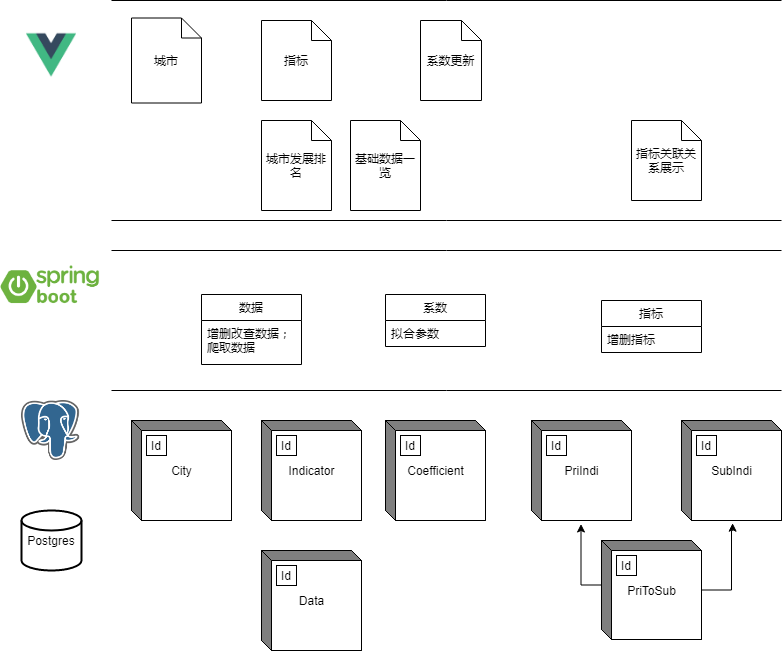 城市
指标
系数更新
城市发展排
名
基础数据一
览
指标关联关
系展示
spring
boot
数据
增删改查数据；
爬取数据
系数
拟合参数
指标
增删指标
Id
City
Id
Indicator
Id
Coefficient
Id
PriIndi
Id
SubIndi
Postgres
Id
Data
Id
PriToSub